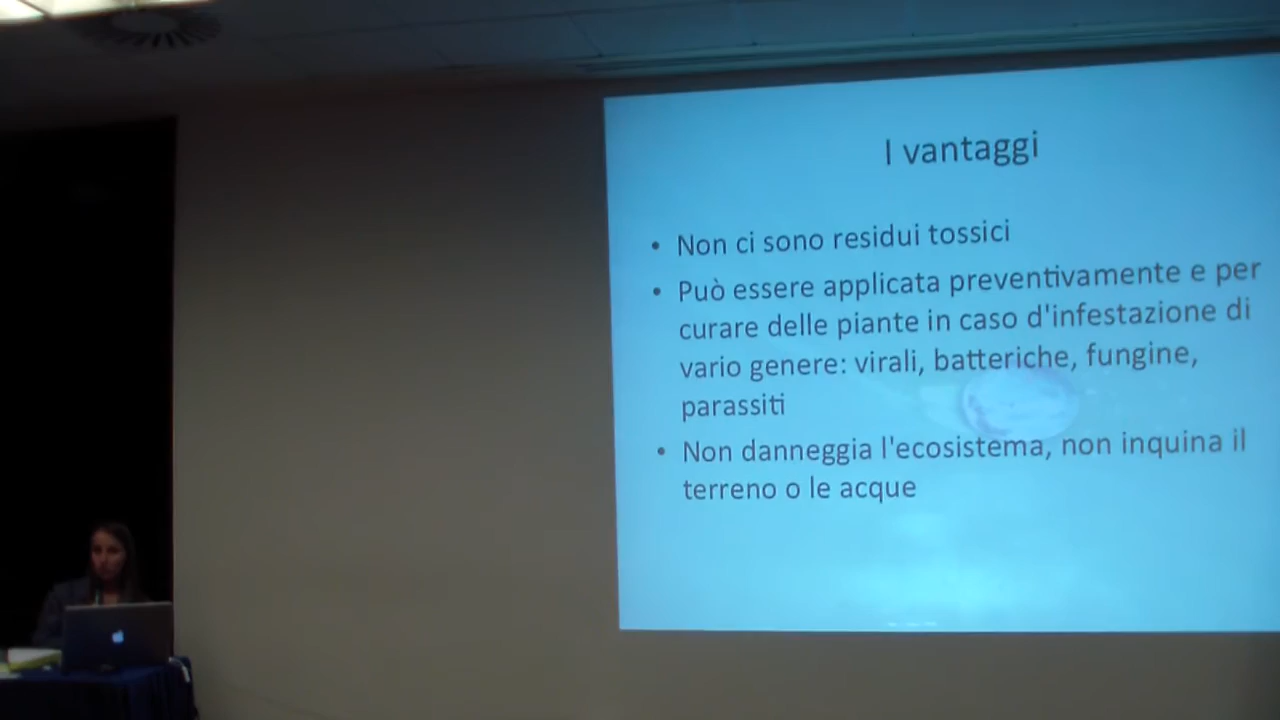 I vantaggi
• Non ci sono residui tossici
• Può essere applicata preventivamente e per
curare delle piante in caso d'infestazione di
vario genere: virali, batteriche, fungine,
parassiti
• Non danneggia l'ecosistema, non inquina il
terreno o le acque